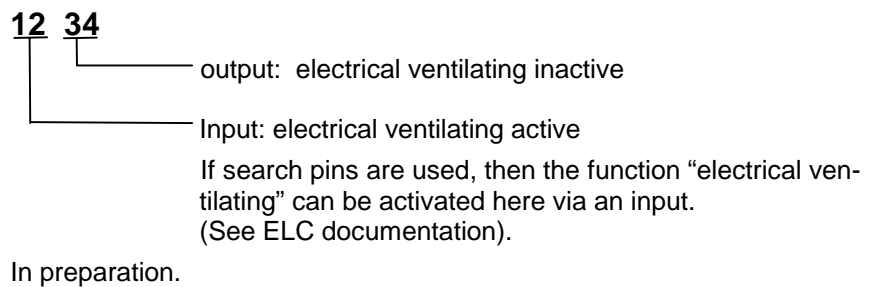 12 34
output: electrical ventilating inactive
Input: electrical ventilating active
If search pins are used, then the function “electrical ven-
tilating” can be activated here via an input.
(See ELC documentation).
In preparation.